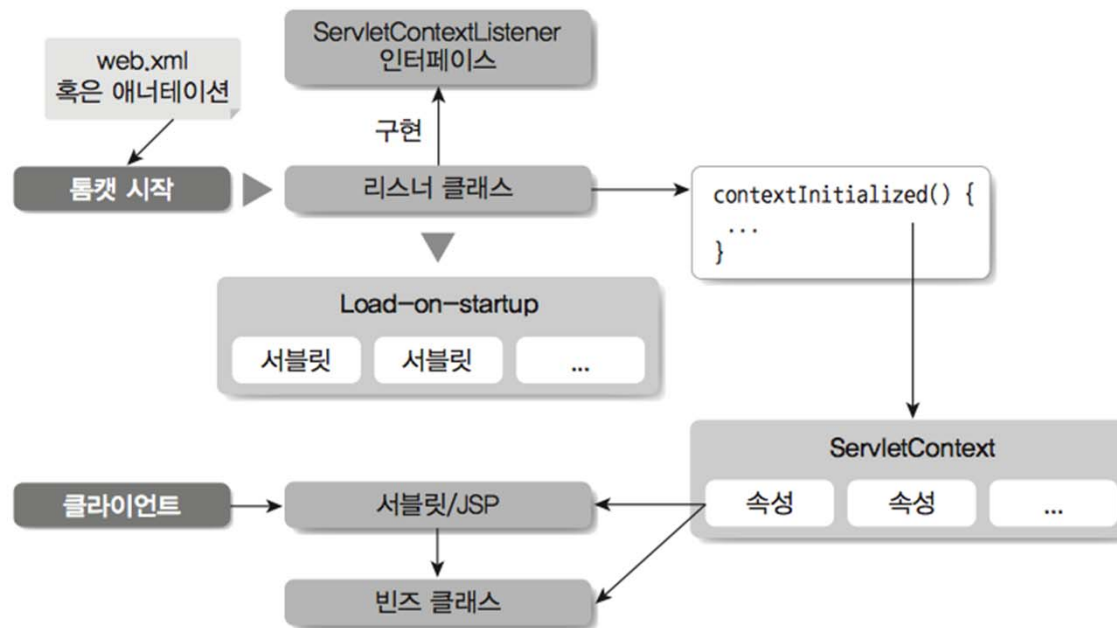 ServletContextListener
인터페이스
web.xml
혹은 애너테이션
구현
톰캣 시작
리스너 클래스
contextInitialized() {
...
}
Load-on-startup
서블릿
서블릿
...
ServletContext
속성
속성
...
클라이언트
서블릿/JSP
빈즈 클래스